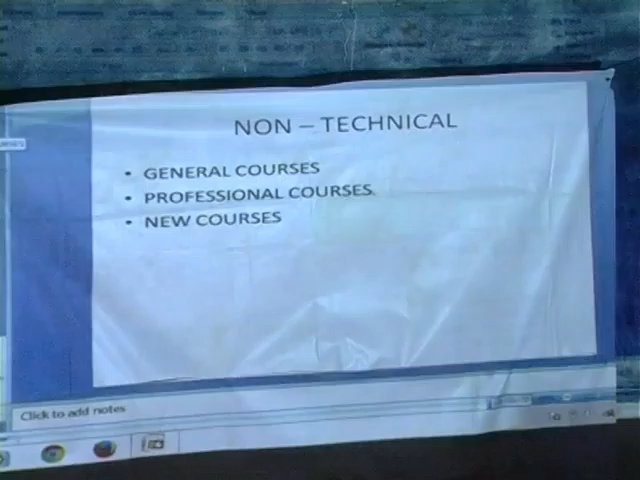 NON – TECHNICAL
• GENERAL COURSES
• PROFESSIONAL COURSES.
• NEW COURSES
Click to add notes